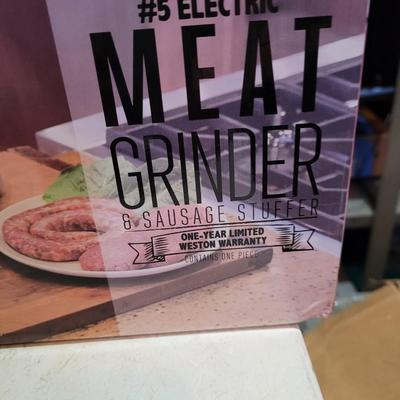 #5 ELECTRIC
MEAT
GRINDER
& SAUSAGE STUFFER
ONE-YEAR LIMITED
WESTON WARRANTY
CONTAINS ONE PIECE